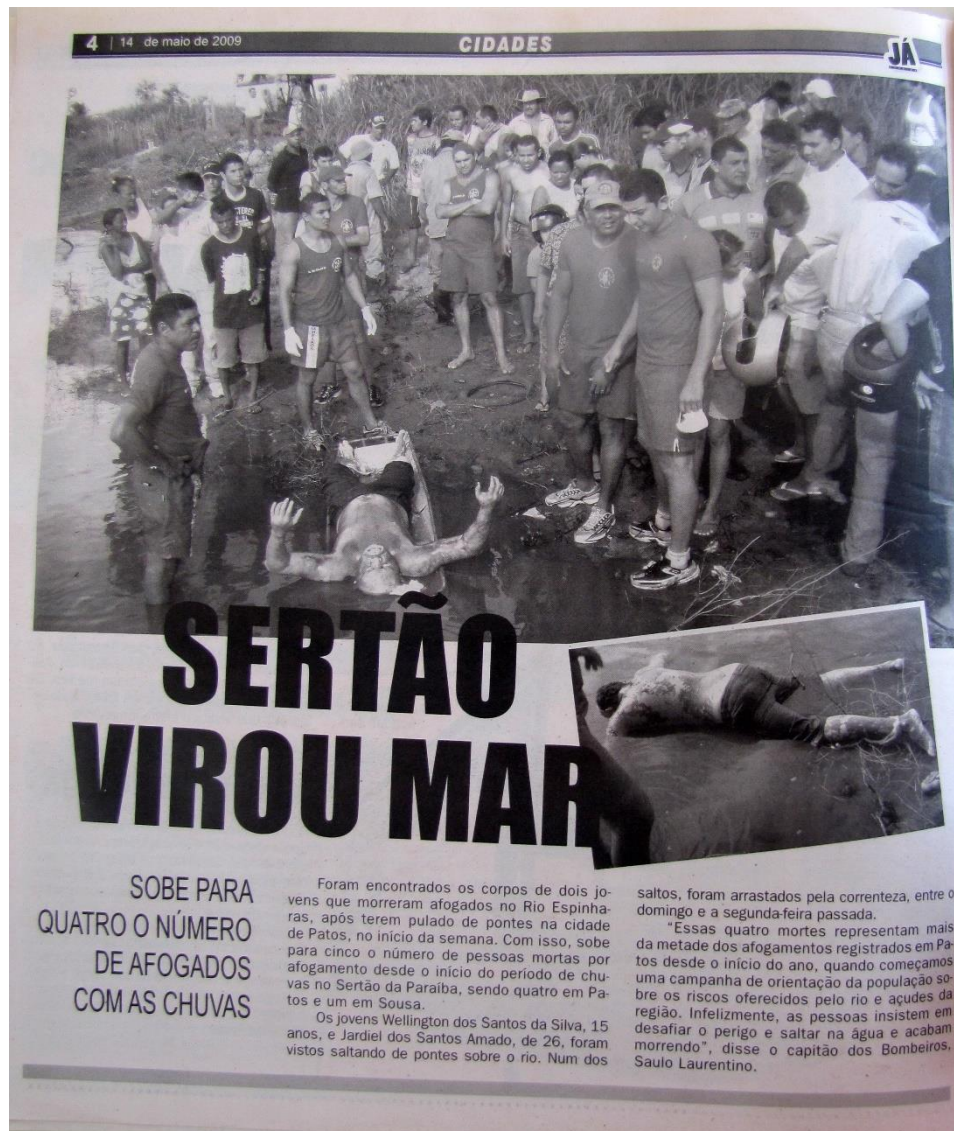 4 | 14 de maio de 2009
CIDADES
JÁ
SERTÃO
VIROU MAR
SOBE PARA
QUATRO O NÚMERO
DE AFOGADOS
COM AS CHUVAS
Foram encontrados os corpos de dois jo-
vens que morreram afogados no Rio Espinha-
ras, após terem pulado de pontes na cidade
de Patos, no início da semana. Com isso, sobe
para cinco o número de pessoas mortas por
afogamento desde o início do período de chu-
vas no Sertão da Paraíba, sendo quatro em Pa-
tos e um em Sousa.
Os jovens Wellington dos Santos da Silva, 15
anos, e Jardiel dos Santos Amado, de 26, foram
vistos saltando de pontes sobre o rio. Num dos
saltos, foram arrastados pela correnteza, entre o
domingo e a segunda-feira passada.
"Essas quatro mortes representam mais
da metade dos afogamentos registrados em Pa-
tos desde o início do ano, quando começamos
uma campanha de orientação da população so-
bre os riscos oferecidos pelo rio e açudes da
região. Infelizmente, as pessoas insistem em
desafiar o perigo e saltar na água e acabam
morrendo", disse o capitão dos Bombeiros,
Saulo Laurentino.